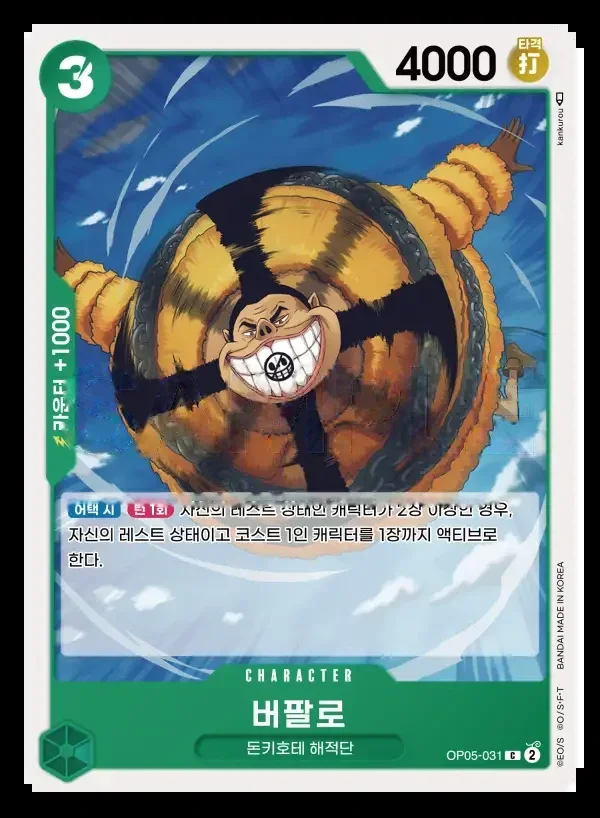 3
4000
타격
打
kankurou
카운터 +1000
어택 시 턴 1회 자신의 레스트 상태인 캐릭터가 2장 이상인 경우,
자신의 레스트 상태이고 코스트 1인 캐릭터를 1장까지 액티브로
한다.
CHARACTER
버팔로
돈키호테 해적단
OP05-031 C 2
©EO/S ©O/S·F·T BANDAI MADE IN KOREA